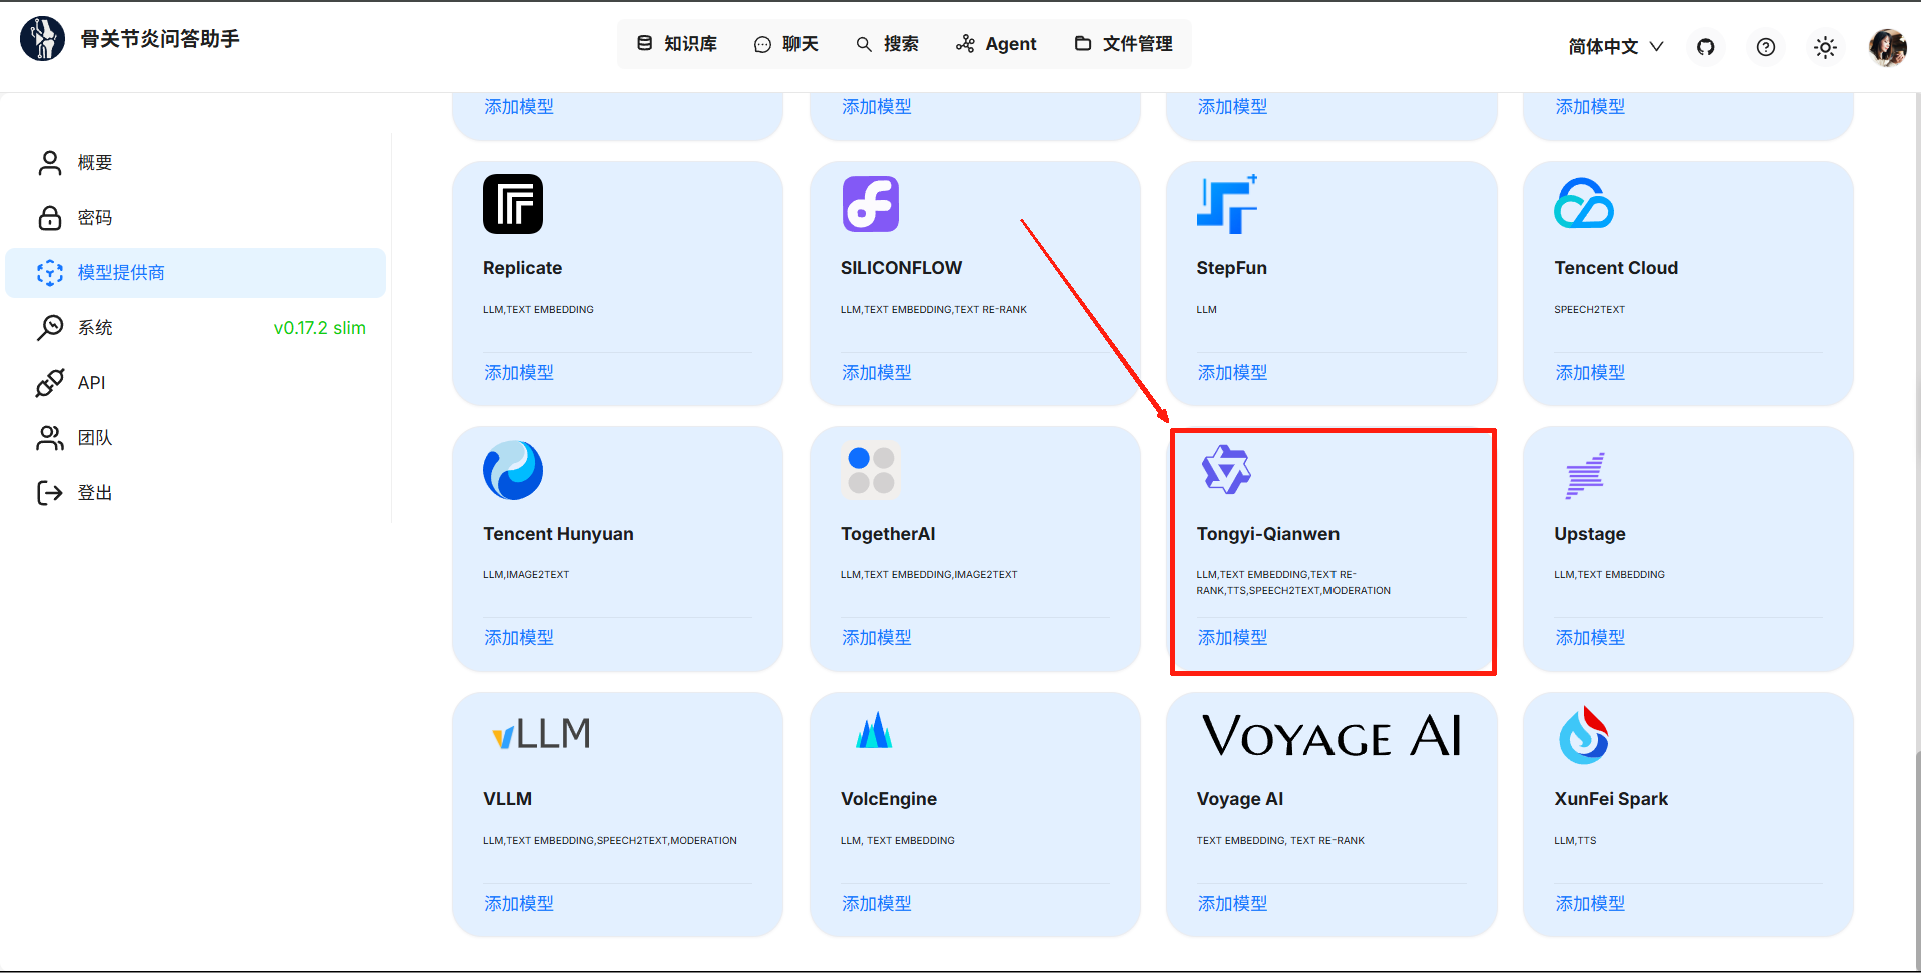 骨关节炎问答助手
知识库
聊天
搜索
Agent
文件管理
简体中文
概要
密码
模型提供商
系统
v0.17.2 slim
API
团队
登出
添加模型
添加模型
添加模型
添加模型
Replicate
LLM,TEXT EMBEDDING
添加模型
SILICONFLOW
LLM,TEXT EMBEDDING,TEXT RE-RANK
添加模型
StepFun
LLM
添加模型
Tencent Cloud
SPEECH2TEXT
添加模型
Tencent Hunyuan
LLM,IMAGE2TEXT
添加模型
TogetherAI
LLM,TEXT EMBEDDING,IMAGE2TEXT
添加模型
Tongyi-Qianwen
LLM,TEXT EMBEDDING,TEXT RE-
RANK,TTS,SPEECH2TEXT,MODERATION
添加模型
Upstage
LLM,TEXT EMBEDDING
添加模型
vLLM
VLLM
LLM,TEXT EMBEDDING,SPEECH2TEXT,MODERATION
添加模型
VolcEngine
LLM, TEXT EMBEDDING
添加模型
VOYAGE AI
Voyage AI
TEXT EMBEDDING, TEXT RE-RANK
添加模型
XunFei Spark
LLM,TTS
添加模型